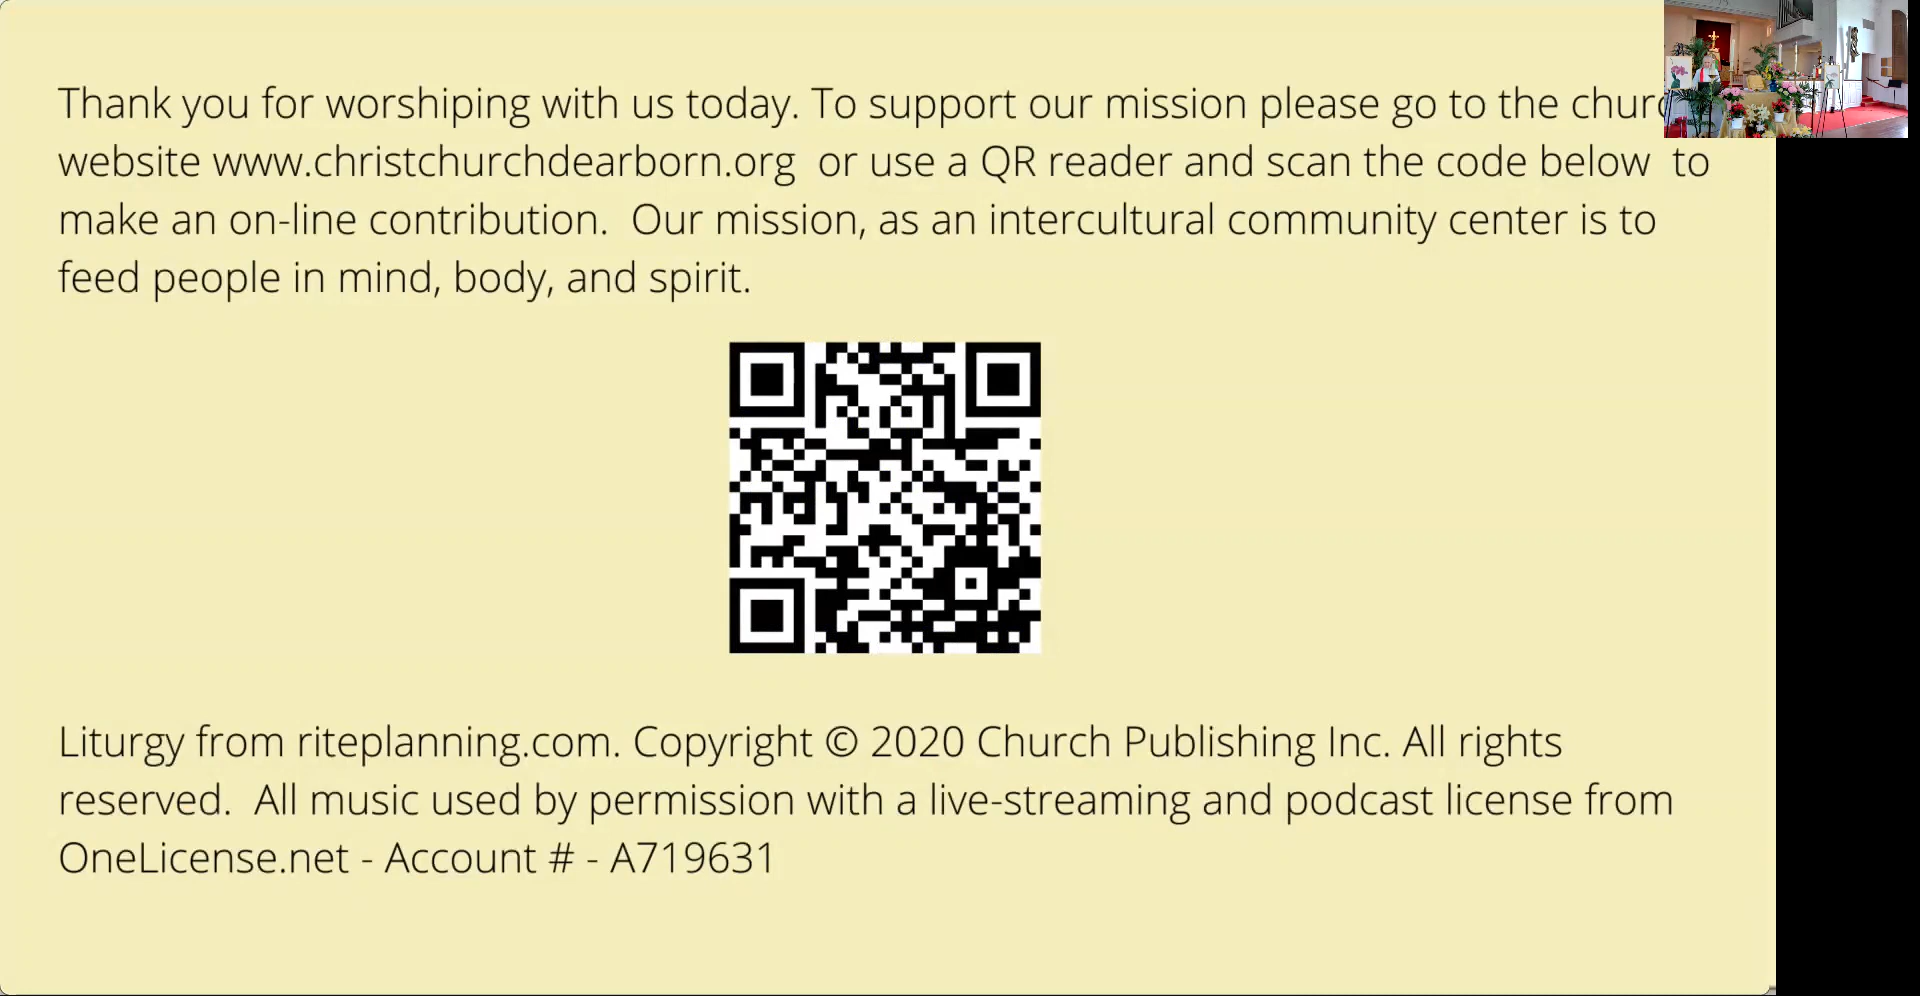 Thank you for worshiping with us today. To support our mission please go to the
website www.christchurchdearborn.org or use a QR reader and scan the code below to
make an on-line contribution. Our mission, as an intercultural community center is to
feed people in mind, body, and spirit.
Liturgy from riteplanning.com. Copyright © 2020 Church Publishing Inc. All rights
reserved. All music used by permission with a live-streaming and podcast license from
OneLicense.net - Account # - A719631